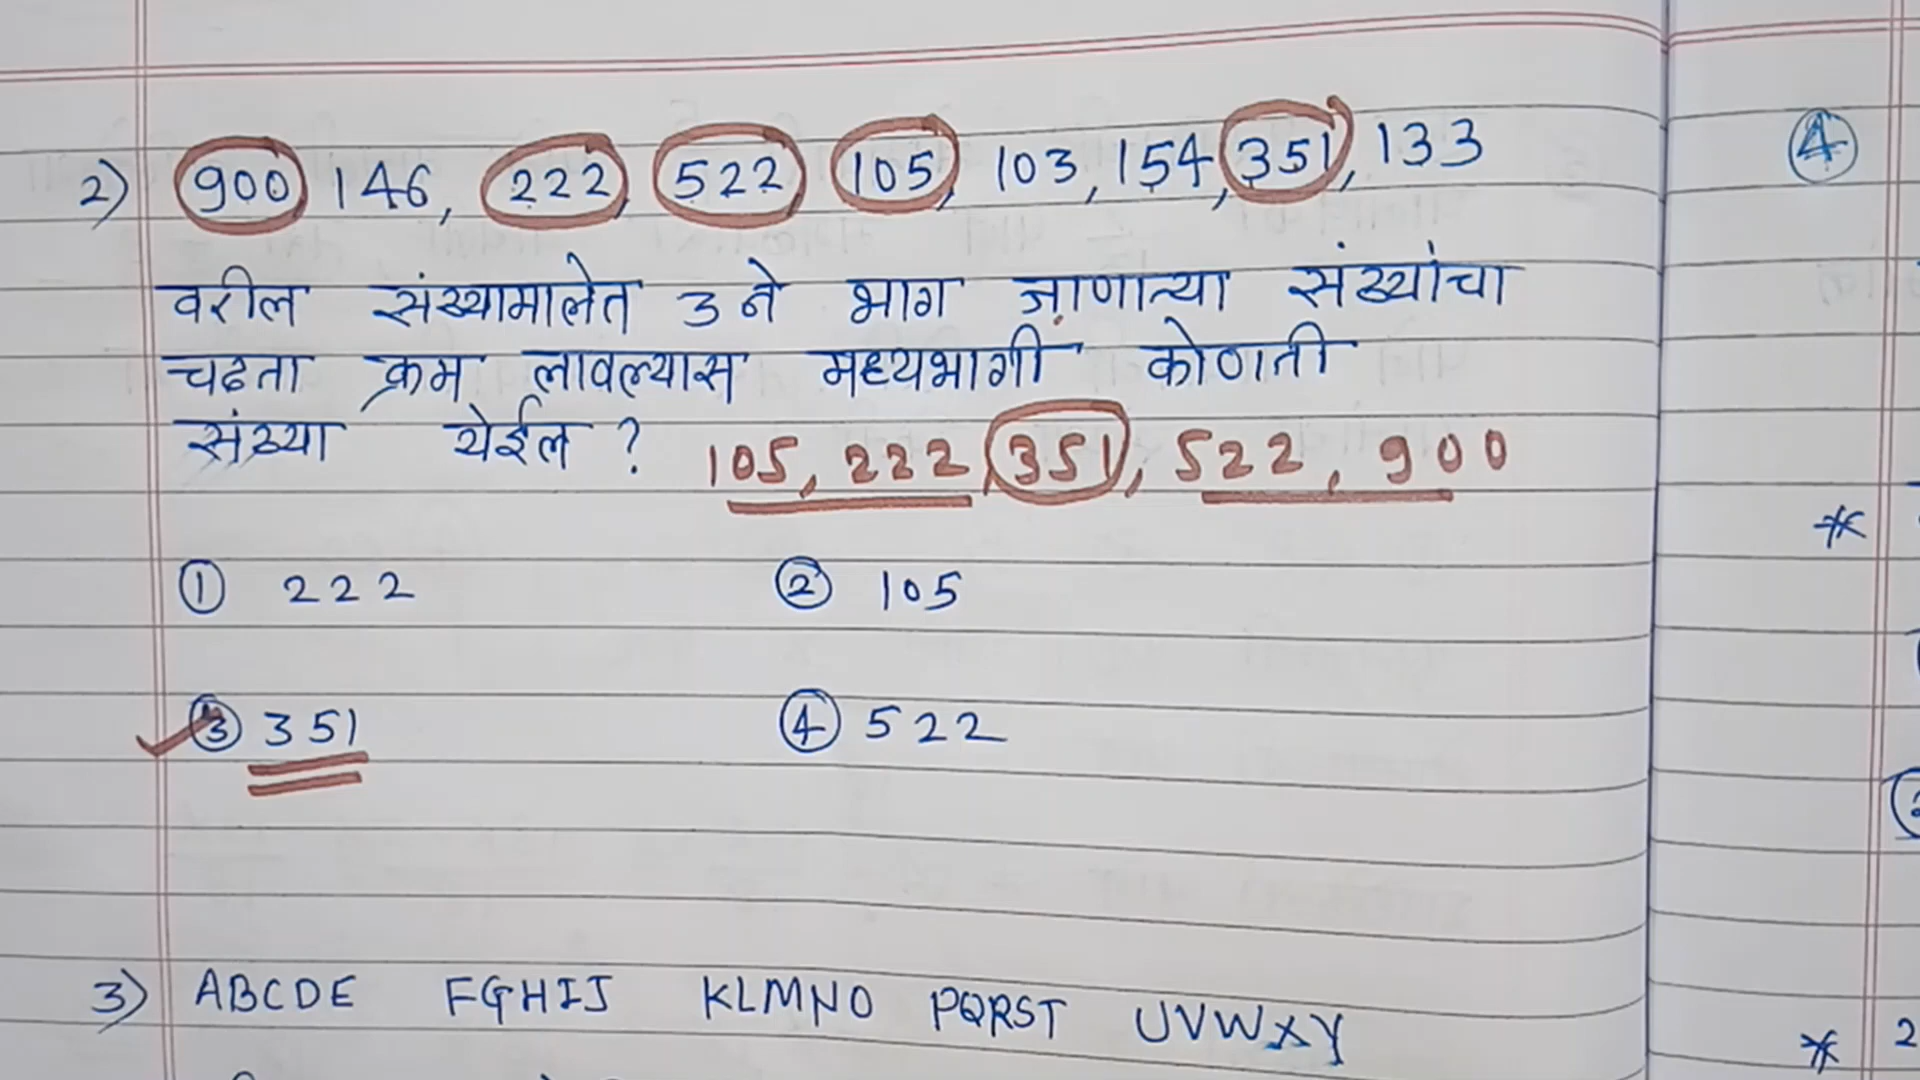 2) 900 146, 222, 522, 105, 103, 154, 351, 133
वरील संख्यामालेत 3 ने भाग जाणात्या संख्यांचा
चढता क्रम लावल्यास मध्यभागी कोणती
संख्या येईल ? 105, 222, 351, 522, 900
① 222 ② 105
③ 351 ④ 522
3) ABCDE FGHIJ KLMNO PQRST UVWXY
④
*
* 2